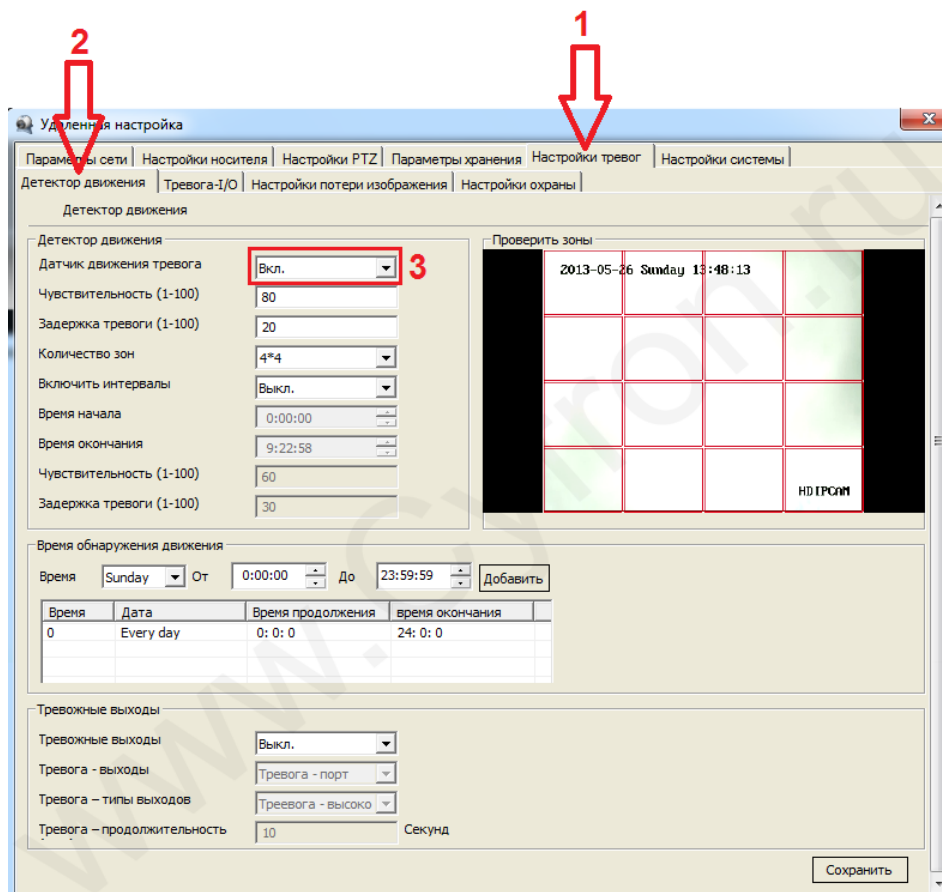 2
1
Удаленная настройка
Параметры сети Настройки носителя Настройки PTZ Параметры хранения Настройки тревог Настройки системы
Детектор движения Тревога-I/O Настройки потери изображения Настройки охраны
Детектор движения
Детектор движения
Проверить зоны
Датчик движения тревога Вкл. 3
2013-05-26 Sunday 13:48:13
Чувствительность (1-100) 80
Задержка тревоги (1-100) 20
Количество зон 4*4
Включить интервалы Выкл.
Время начала 0:00:00
Время окончания 9:22:58
Чувствительность (1-100) 60
Задержка тревоги (1-100) 30
HDIPCAM
Время обнаружения движения
Время Sunday От 0:00:00 До 23:59:59 Добавить
Время Дата Время продолжения время окончания
0 Every day 0: 0: 0 24: 0: 0
Тревожные выходы
Тревожные выходы Выкл.
Тревога - выходы Тревога - порт
Тревога – типы выходов Треевога - высоко
Тревога – продолжительность 10 Секунд
Сохранить
www.Cyfron.ru